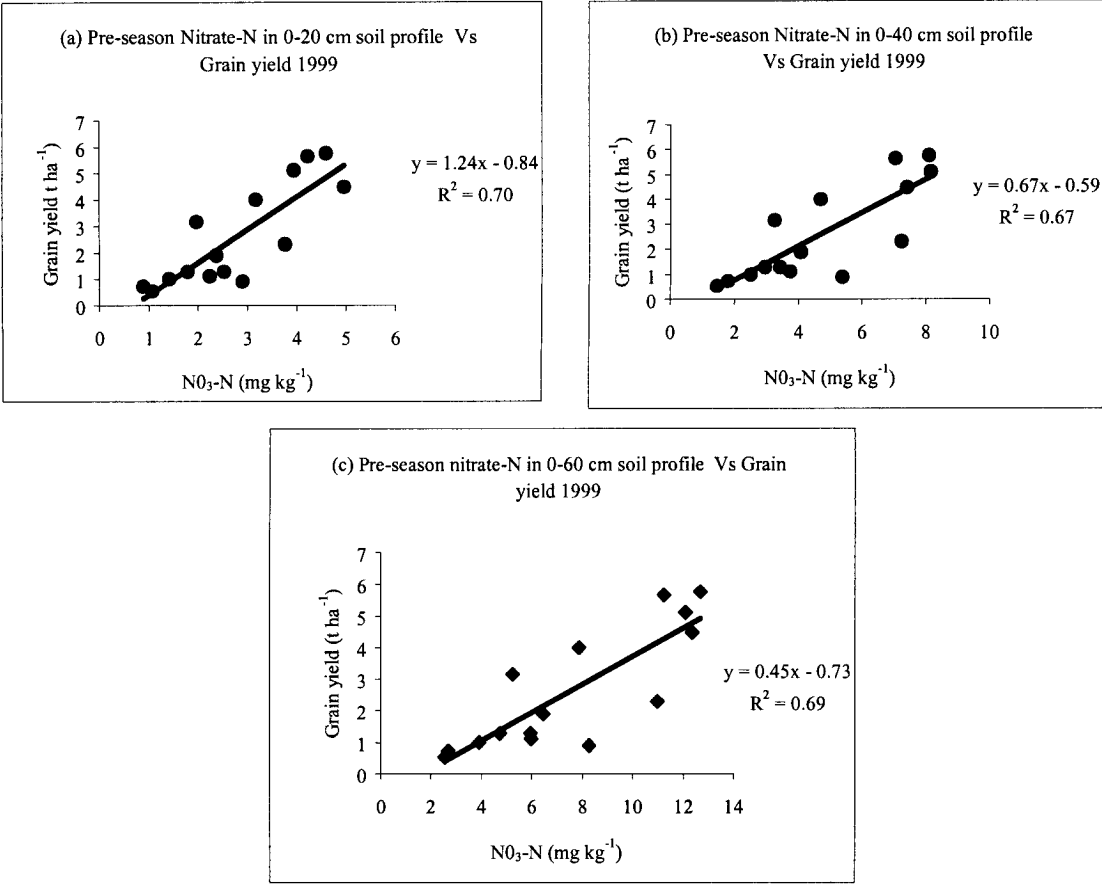 (a) Pre-season Nitrate-N in 0-20 cm soil profile Vs
Grain yield 1999
Grain yield t ha⁻¹)
7
6
5
4
3
2
1
0
0 1 2 3 4 5 6
y = 1.24x - 0.84
R² = 0.70
N0₃-N (mg kg⁻¹)
(b) Pre-season Nitrate-N in 0-40 cm soil profile
Vs Grain yield 1999
Grain yield (t ha⁻¹)
7
6
5
4
3
2
1
0
0 2 4 6 8 10
y = 0.67x - 0.59
R² = 0.67
N0₃-N (mg kg⁻¹)
(c) Pre-season nitrate-N in 0-60 cm soil profile Vs Grain
yield 1999
Grain yield (t ha⁻¹)
7
6
5
4
3
2
1
0
0 2 4 6 8 10 12 14
y = 0.45x - 0.73
R² = 0.69
N0₃-N (mg kg⁻¹)